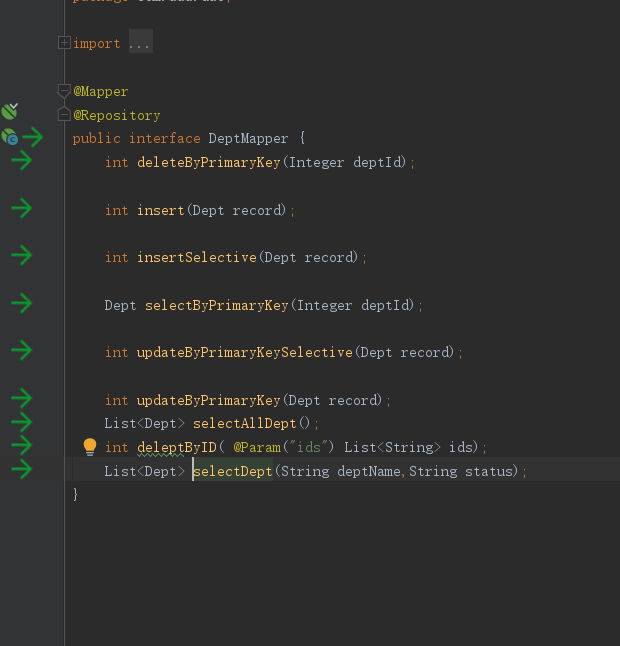 import ...
@Mapper
@Repository
public interface DeptMapper {
int deleteByPrimaryKey(Integer deptId);
int insert(Dept record);
int insertSelective(Dept record);
Dept selectByPrimaryKey(Integer deptId);
int updateByPrimaryKeySelective(Dept record);
int updateByPrimaryKey(Dept record);
List<Dept> selectAllDept();
int deleptByID( @Param("ids") List<String> ids);
List<Dept> selectDept(String deptName,String status);
}